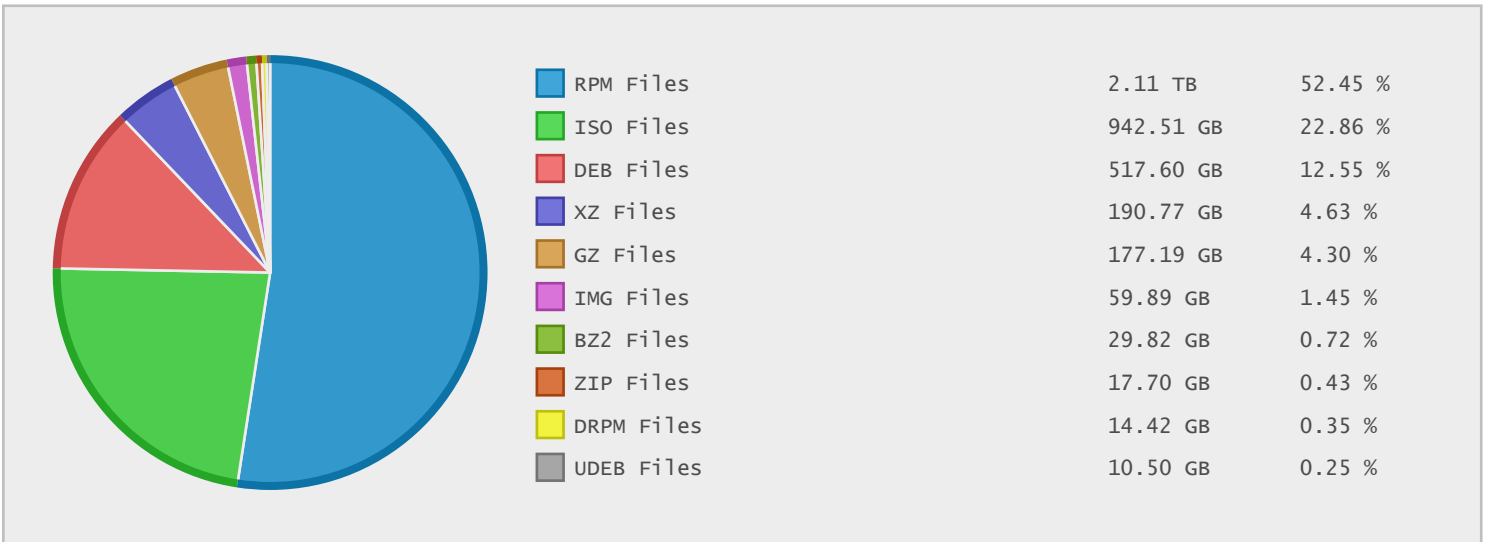 RPM Files 2.11 TB 52.45 %
ISO Files 942.51 GB 22.86 %
DEB Files 517.60 GB 12.55 %
XZ Files 190.77 GB 4.63 %
GZ Files 177.19 GB 4.30 %
IMG Files 59.89 GB 1.45 %
BZ2 Files 29.82 GB 0.72 %
ZIP Files 17.70 GB 0.43 %
DRPM Files 14.42 GB 0.35 %
UDEB Files 10.50 GB 0.25 %